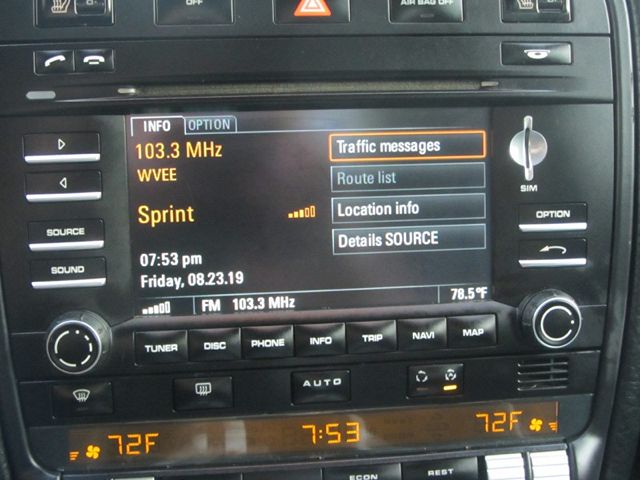 OFF
AIR BAG OFF
INFO OPTION
103.3 MHz
WVEE
Sprint
07:53 pm
Friday, 08.23.19
Traffic messages
Route list
Location info
Details SOURCE
FM 103.3 MHz
78.5°F
SOURCE
SOUND
SIM
OPTION
TUNER DISC PHONE INFO TRIP NAVI MAP
AUTO
72F 7:53 72F
ECON REST